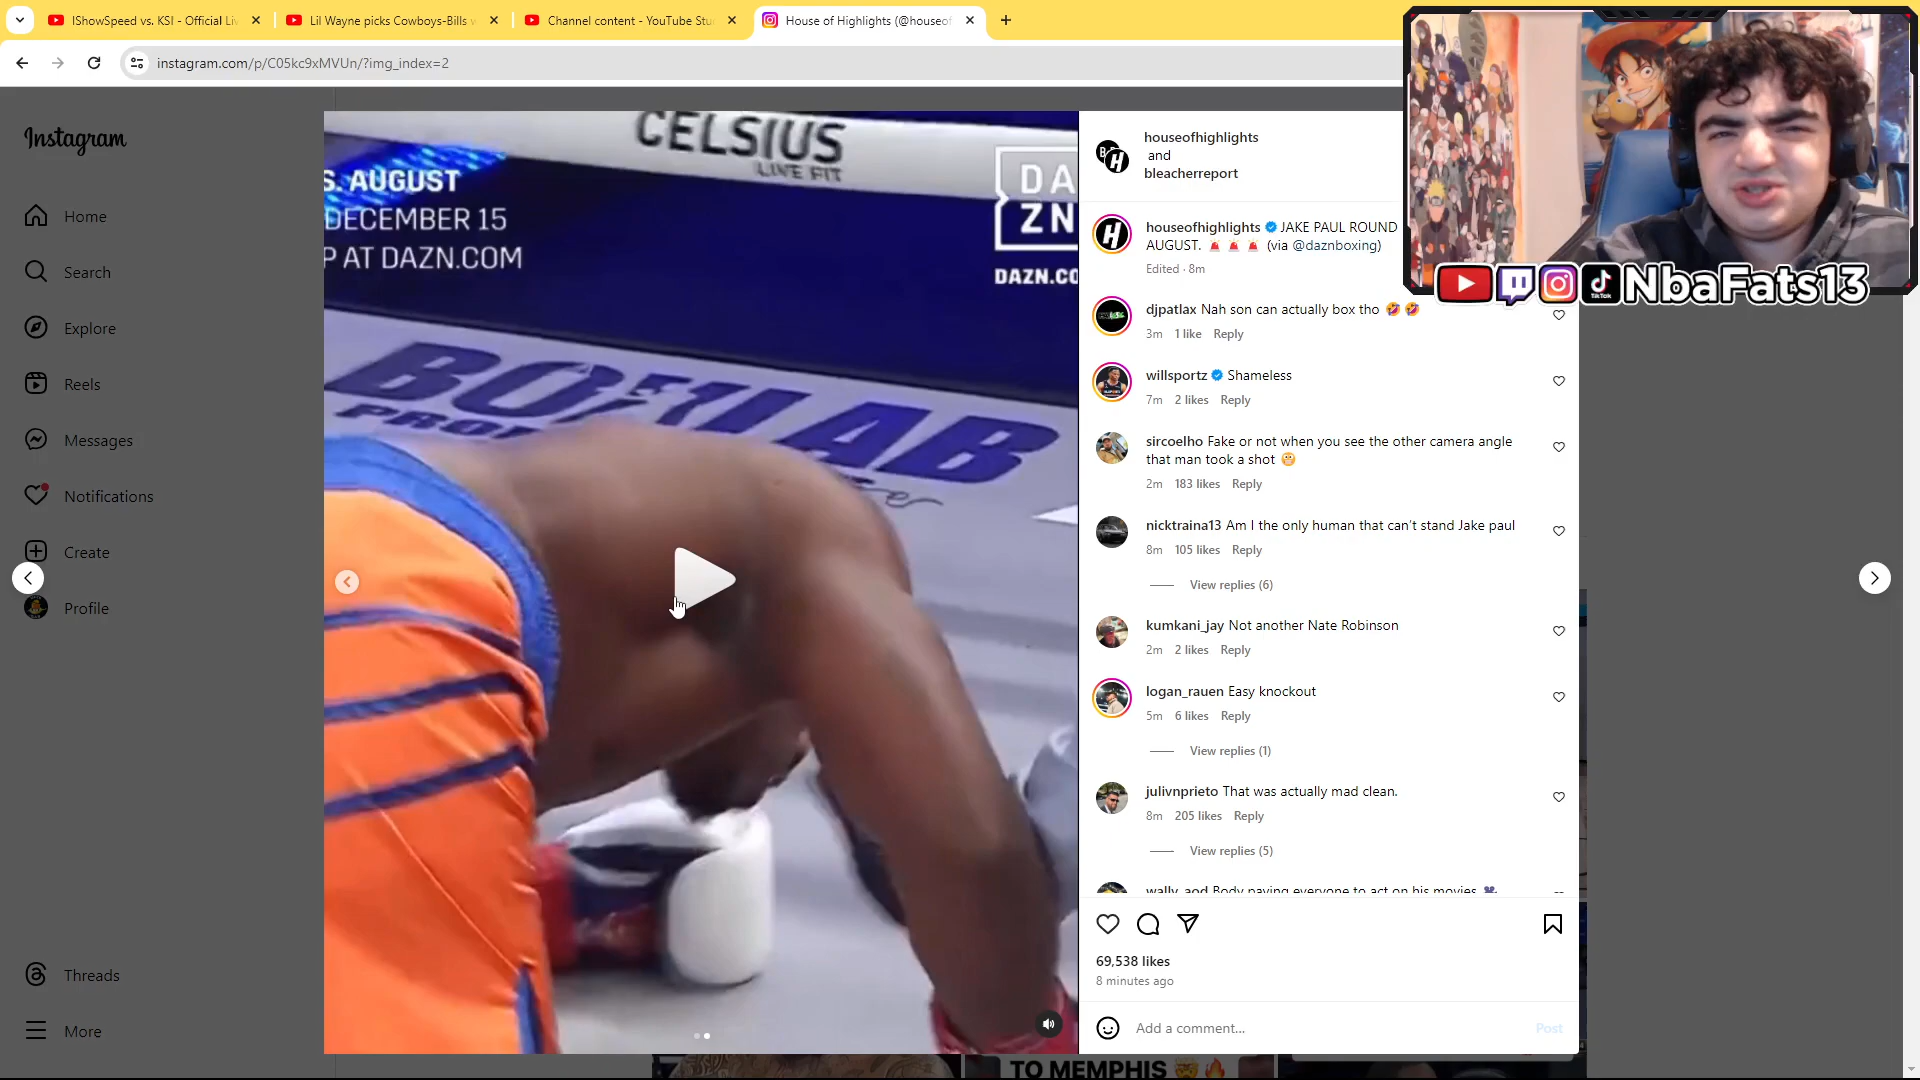 IShowSpeed vs. KSI - Official Li
Lil Wayne picks Cowboys-Bills
Channel content - YouTube Stu
House of Highlights (@houseof
instagram.com/p/C05kc9xMVUn/?img_index=2
Instagram
Home
Search
Explore
Reels
Messages
Notifications
Create
Profile
Threads
More
CELSIUS
LIVE FIT
S. AUGUST
DECEMBER 15
P AT DAZN.COM
DA
ZN
DAZN.CO
BOXLAB
houseofhighlights
and
bleacherreport
houseofhighlights JAKE PAUL ROUND
AUGUST. 🚨 🚨 🚨 (via @daznboxing)
Edited · 8m
djpatlax Nah son can actually box tho 🤣 🤣
3m 1 like Reply
willsportz Shameless
7m 2 likes Reply
sircoelho Fake or not when you see the other camera angle
that man took a shot 😳
2m 183 likes Reply
nicktraina13 Am I the only human that can't stand Jake paul
8m 105 likes Reply
View replies (6)
kumkani_jay Not another Nate Robinson
2m 2 likes Reply
logan_rauen Easy knockout
5m 6 likes Reply
View replies (1)
julivnprieto That was actually mad clean.
8m 205 likes Reply
View replies (5)
wally_aod Body paying everyone to act on his movies
69,538 likes
8 minutes ago
Add a comment...
Post
TO MEMPHIS 🤯🔥
TikTok
NbaFats13